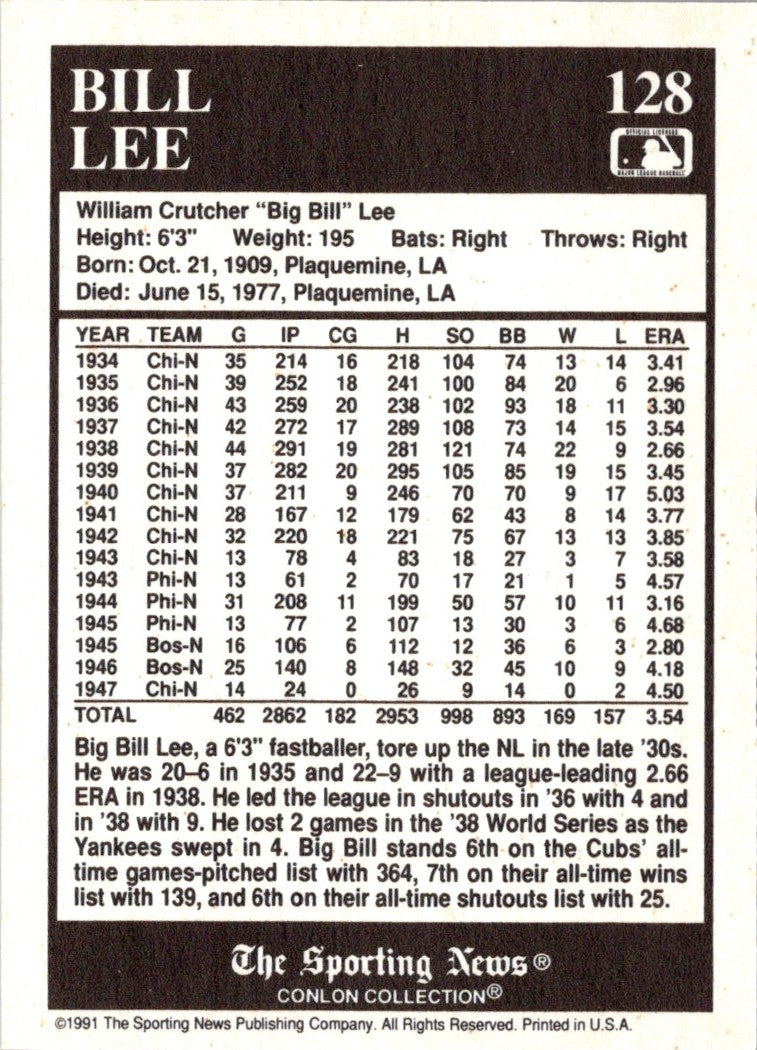 BILL
LEE
128
OFFICIAL LICENSEE
MAJOR LEAGUE BASEBALL
William Crutcher "Big Bill" Lee
Height: 6'3" Weight: 195 Bats: Right Throws: Right
Born: Oct. 21, 1909, Plaquemine, LA
Died: June 15, 1977, Plaquemine, LA
YEAR TEAM G IP CG H SO BB W L ERA
1934 Chi-N 35 214 16 218 104 74 13 14 3.41
1935 Chi-N 39 252 18 241 100 84 20 6 2.96
1936 Chi-N 43 259 20 238 102 93 18 11 3.30
1937 Chi-N 42 272 17 289 108 73 14 15 3.54
1938 Chi-N 44 291 19 281 121 74 22 9 2.66
1939 Chi-N 37 282 20 295 105 85 19 15 3.45
1940 Chi-N 37 211 9 246 70 70 9 17 5.03
1941 Chi-N 28 167 12 179 62 43 8 14 3.77
1942 Chi-N 32 220 18 221 75 67 13 13 3.85
1943 Chi-N 13 78 4 83 18 27 3 7 3.58
1943 Phi-N 13 61 2 70 17 21 1 5 4.57
1944 Phi-N 31 208 11 199 50 57 10 11 3.16
1945 Phi-N 13 77 2 107 13 30 3 6 4.68
1945 Bos-N 16 106 6 112 12 36 6 3 2.80
1946 Bos-N 25 140 8 148 32 45 10 9 4.18
1947 Chi-N 14 24 0 26 9 14 0 2 4.50
TOTAL 462 2862 182 2953 998 893 169 157 3.54
Big Bill Lee, a 6'3" fastballer, tore up the NL in the late '30s.
He was 20–6 in 1935 and 22–9 with a league-leading 2.66
ERA in 1938. He led the league in shutouts in '36 with 4 and
in '38 with 9. He lost 2 games in the '38 World Series as the
Yankees swept in 4. Big Bill stands 6th on the Cubs' all-
time games-pitched list with 364, 7th on their all-time wins
list with 139, and 6th on their all-time shutouts list with 25.
The Sporting News®
CONLON COLLECTION®
©1991 The Sporting News Publishing Company. All Rights Reserved. Printed in U.S.A.